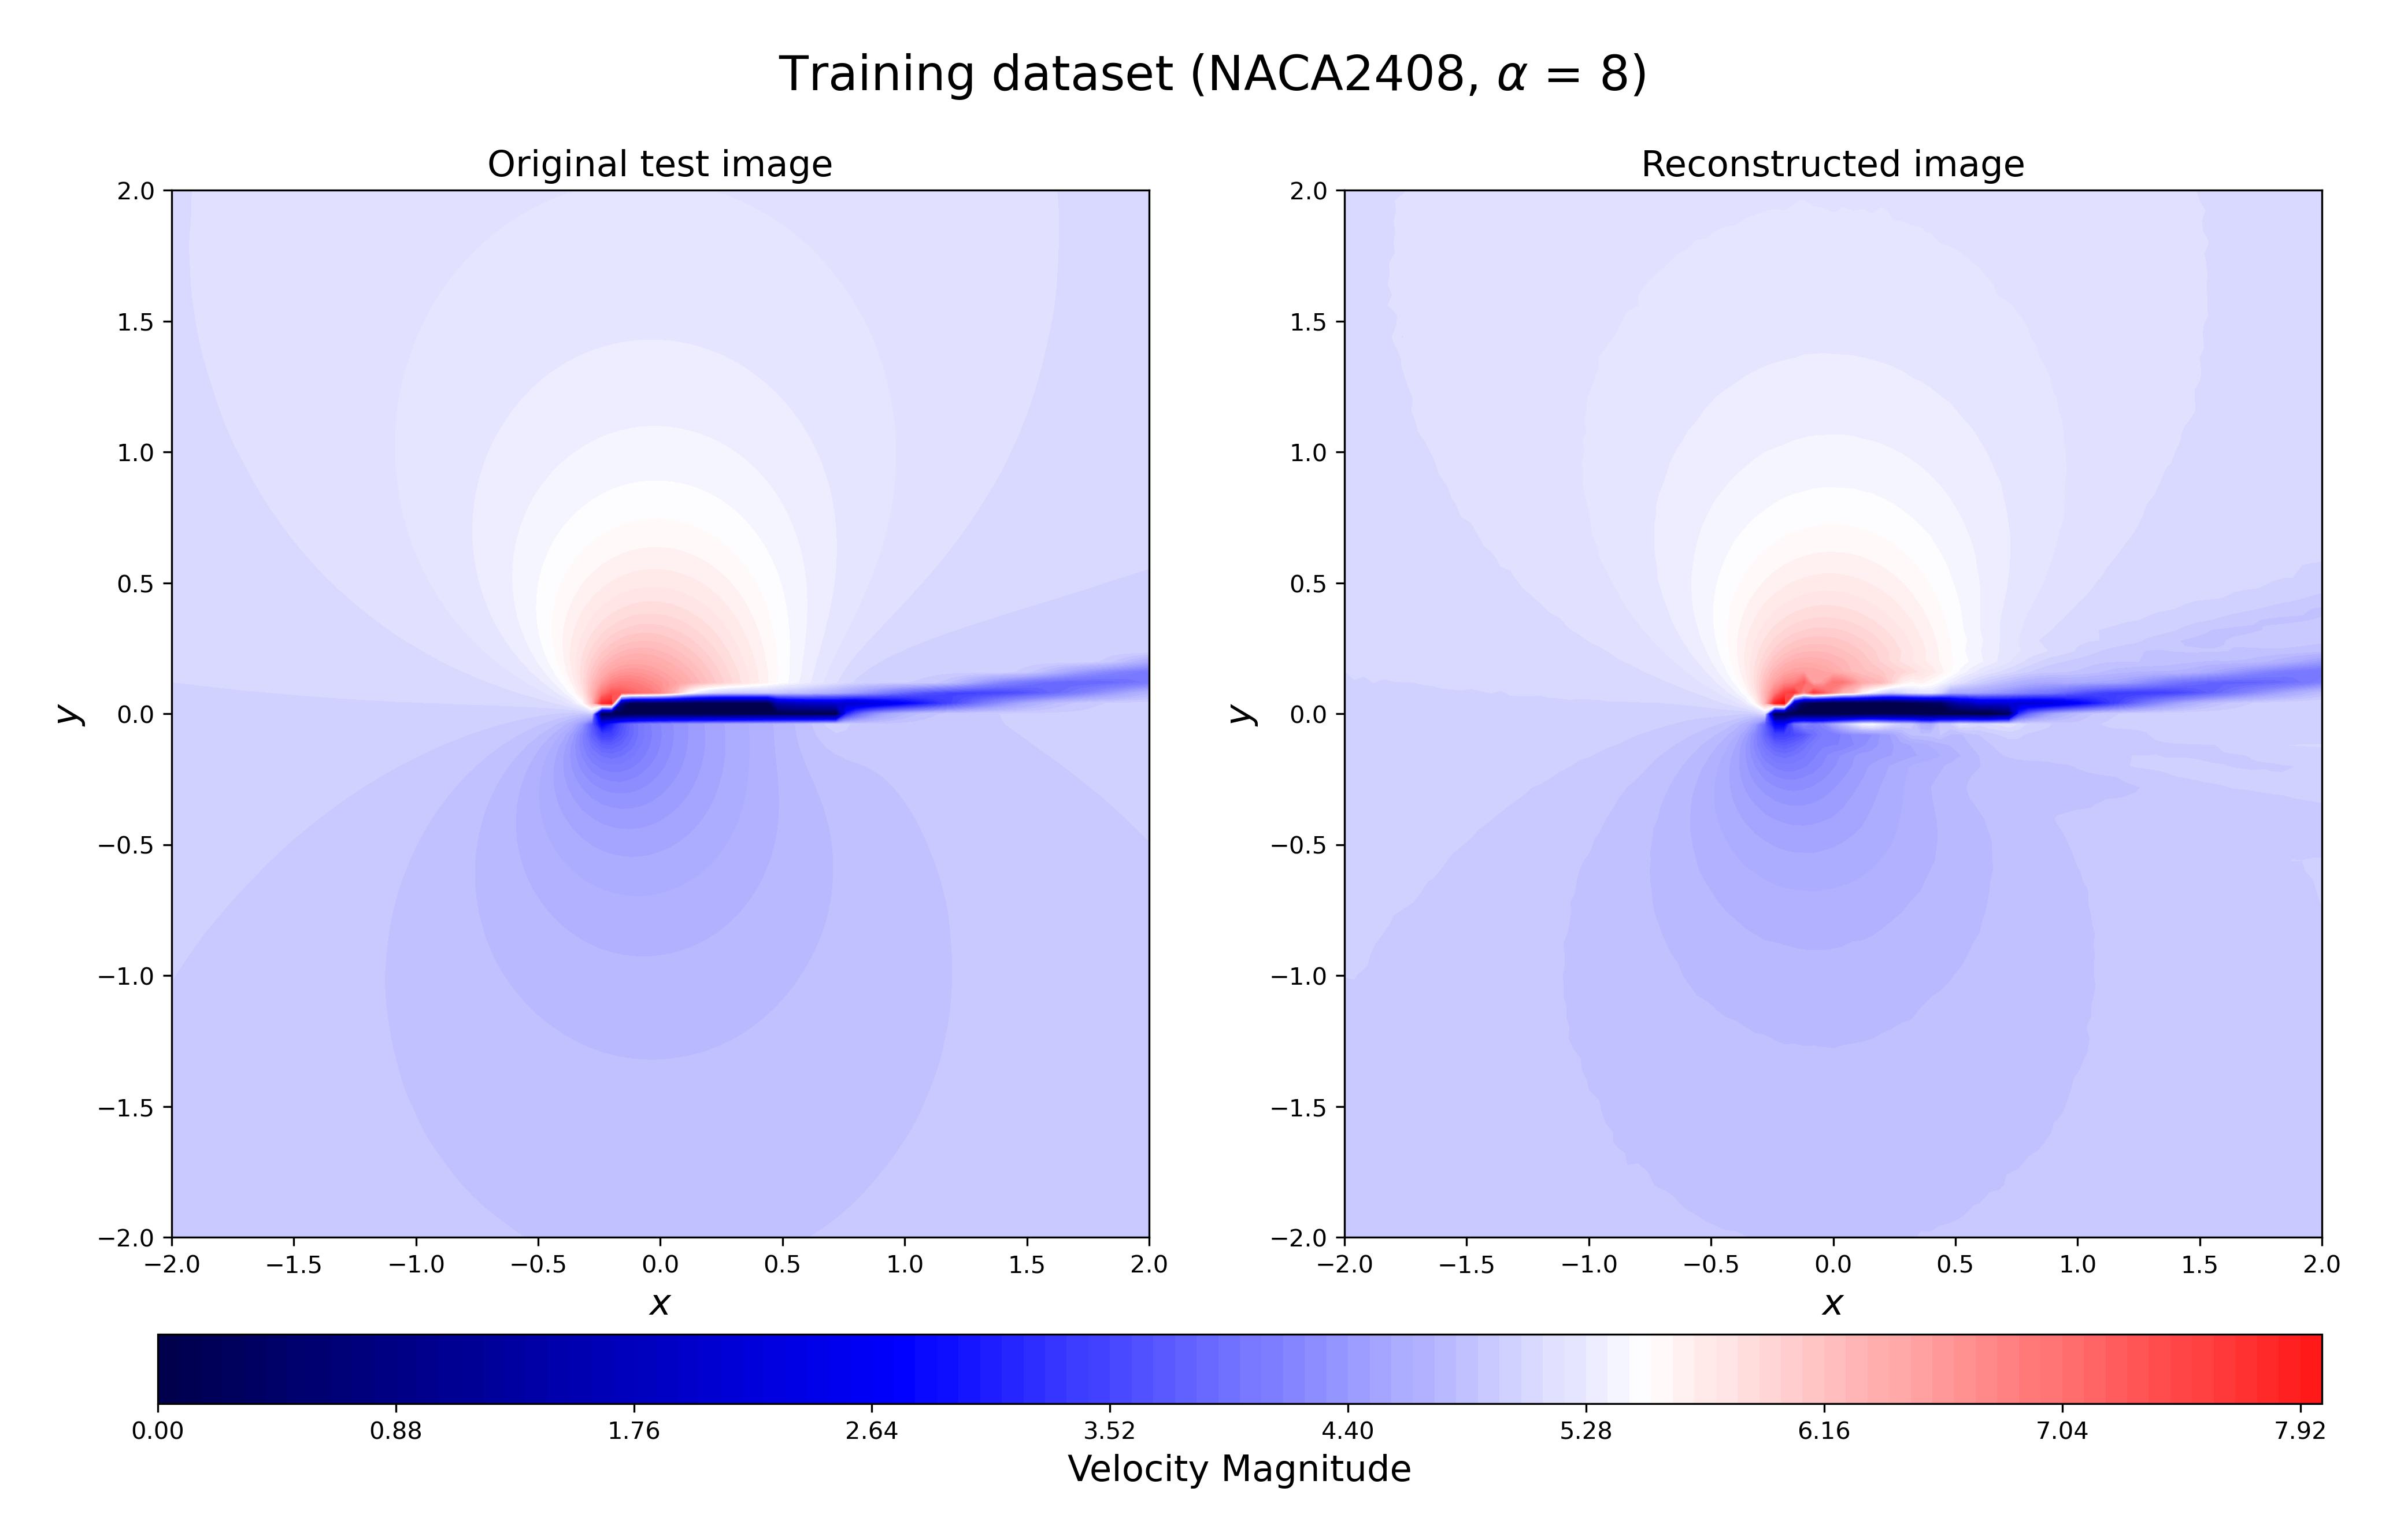 Training dataset (NACA2408, α = 8)
Original test image
2.0
1.5
1.0
0.5
0.0
−0.5
−1.0
−1.5
−2.0
y
−2.0 −1.5 −1.0 −0.5 0.0 0.5 1.0 1.5 2.0
x
Reconstructed image
2.0
1.5
1.0
0.5
0.0
−0.5
−1.0
−1.5
−2.0
y
−2.0 −1.5 −1.0 −0.5 0.0 0.5 1.0 1.5 2.0
x
0.00 0.88 1.76 2.64 3.52 4.40 5.28 6.16 7.04 7.92
Velocity Magnitude